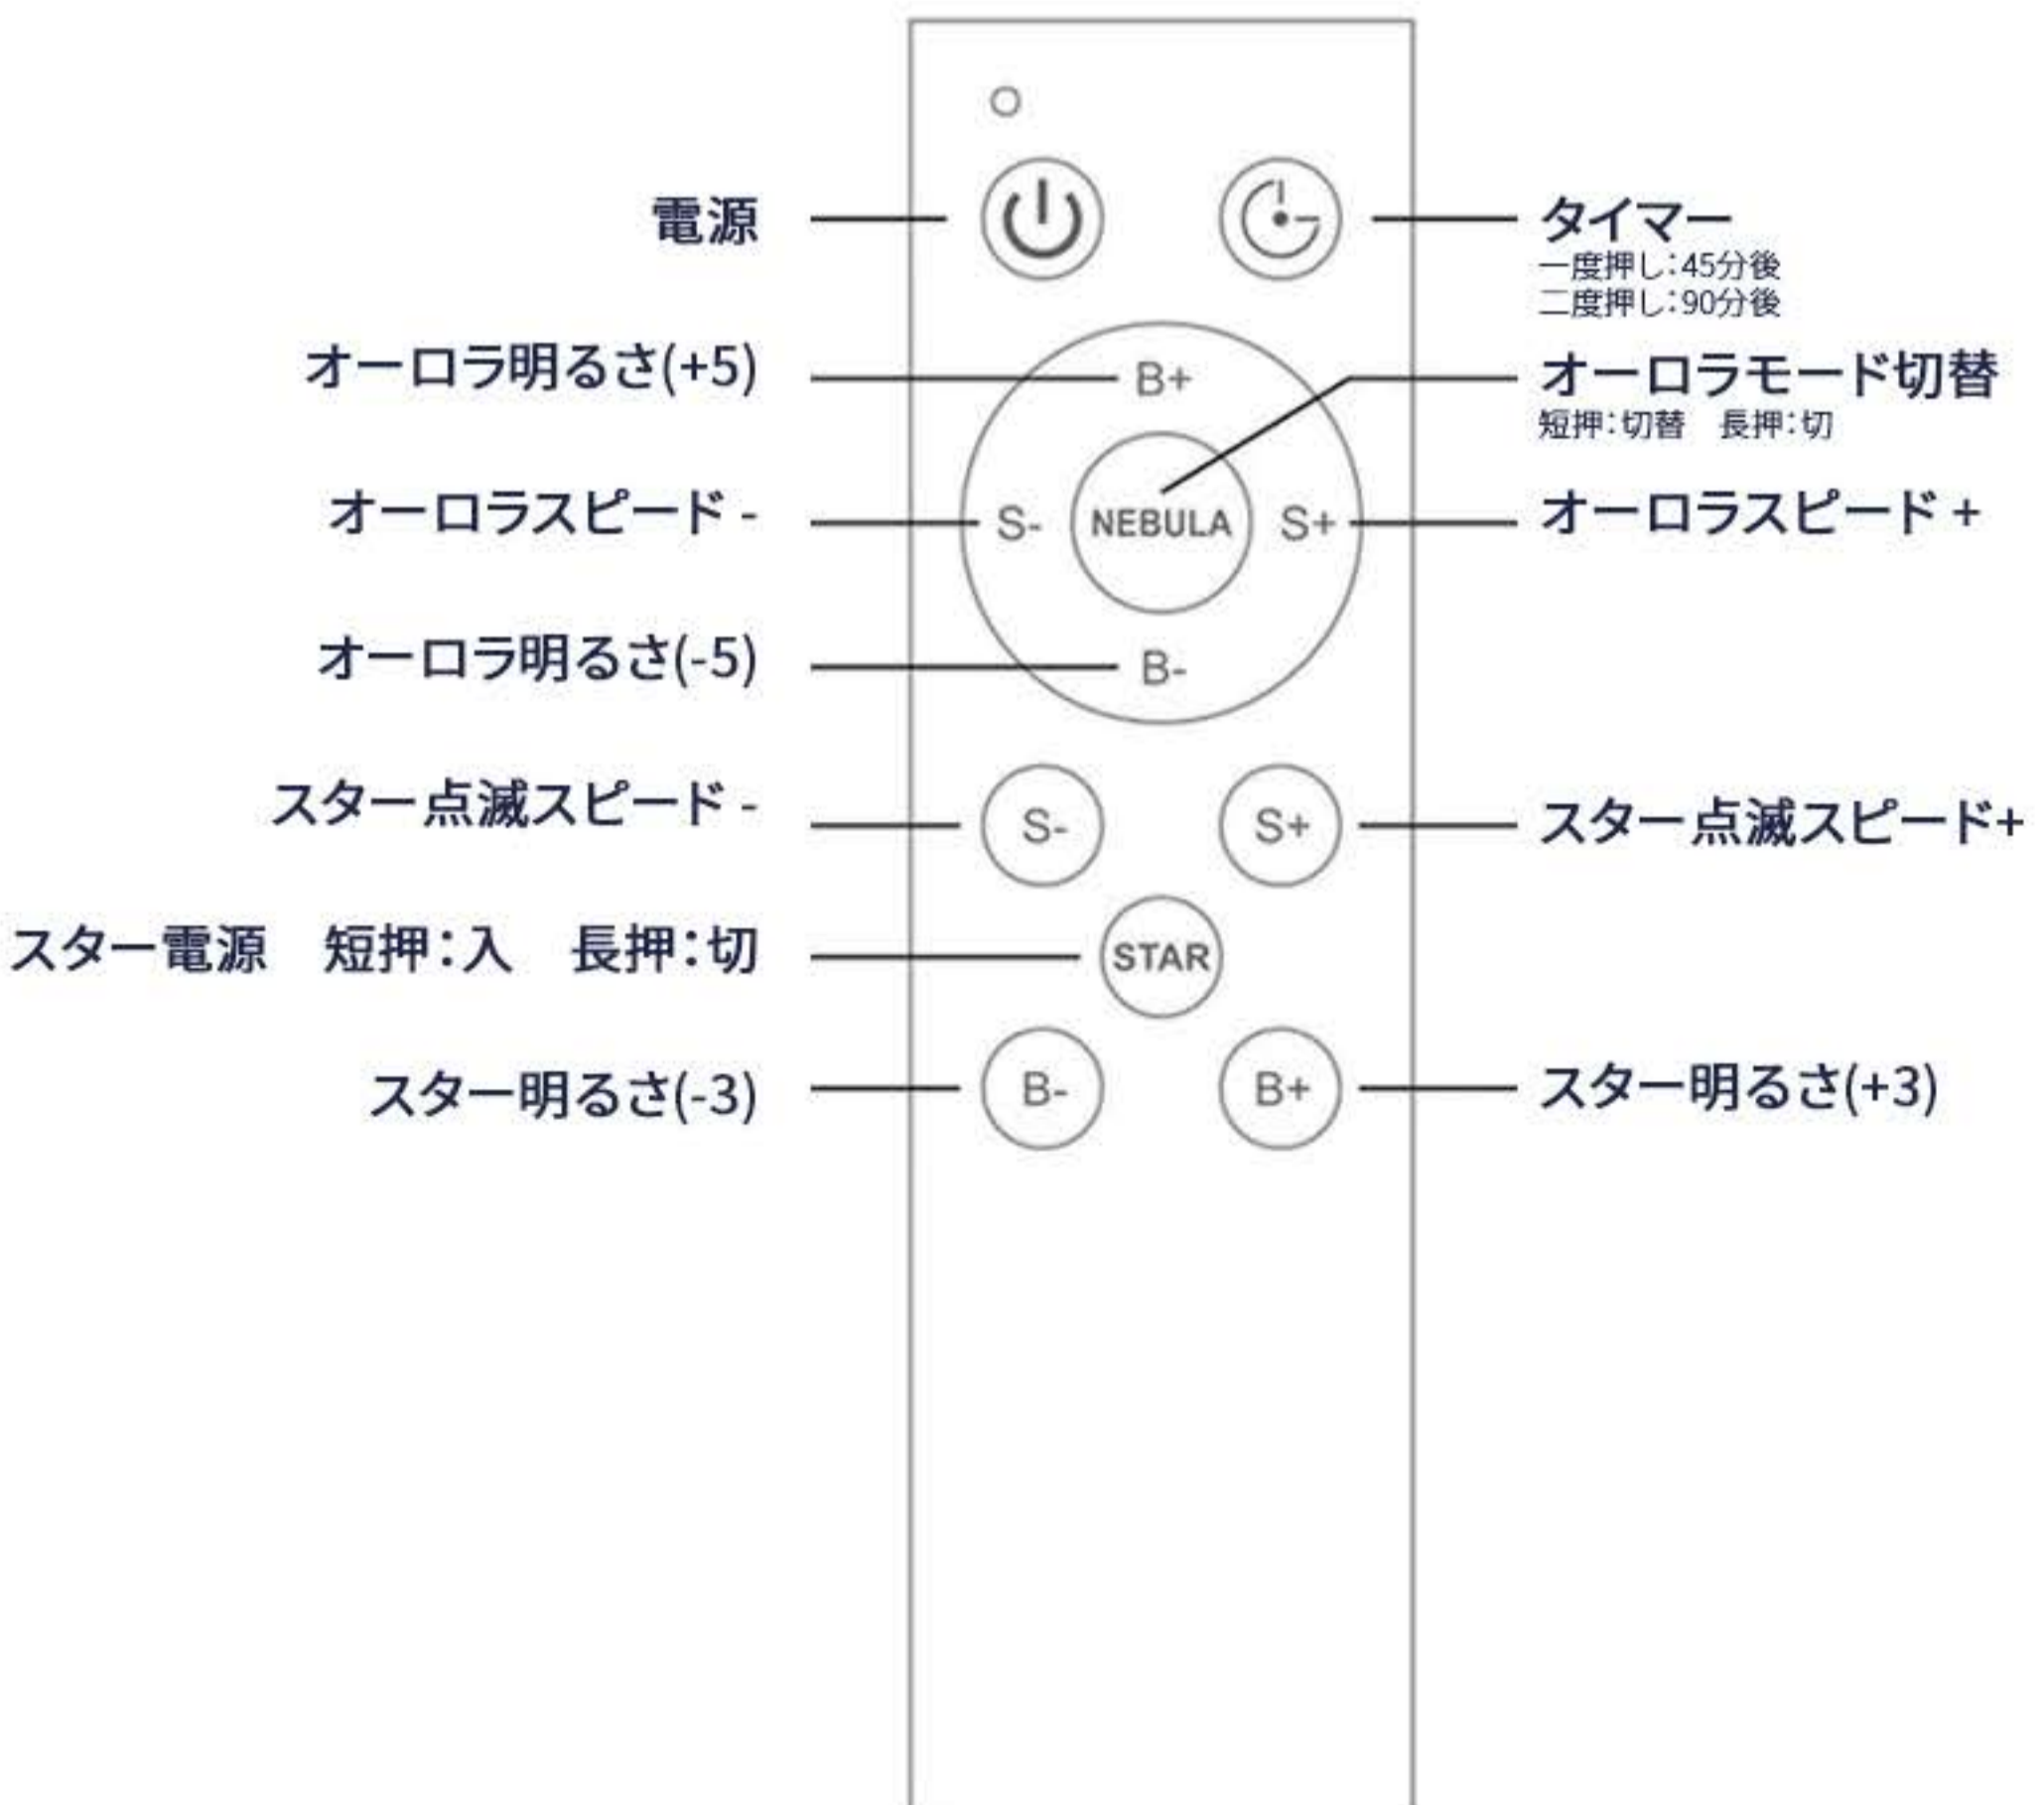 電源
タイマー
一度押し:45分後
二度押し:90分後
オーロラ明るさ(+5)
B+
オーロラモード切替
短押:切替　長押:切
オーロラスピード -
S-
NEBULA
S+
オーロラスピード +
オーロラ明るさ(-5)
B-
スター点滅スピード -
S-
S+
スター点滅スピード+
スター電源　短押:入　長押:切
STAR
スター明るさ(-3)
B-
B+
スター明るさ(+3)